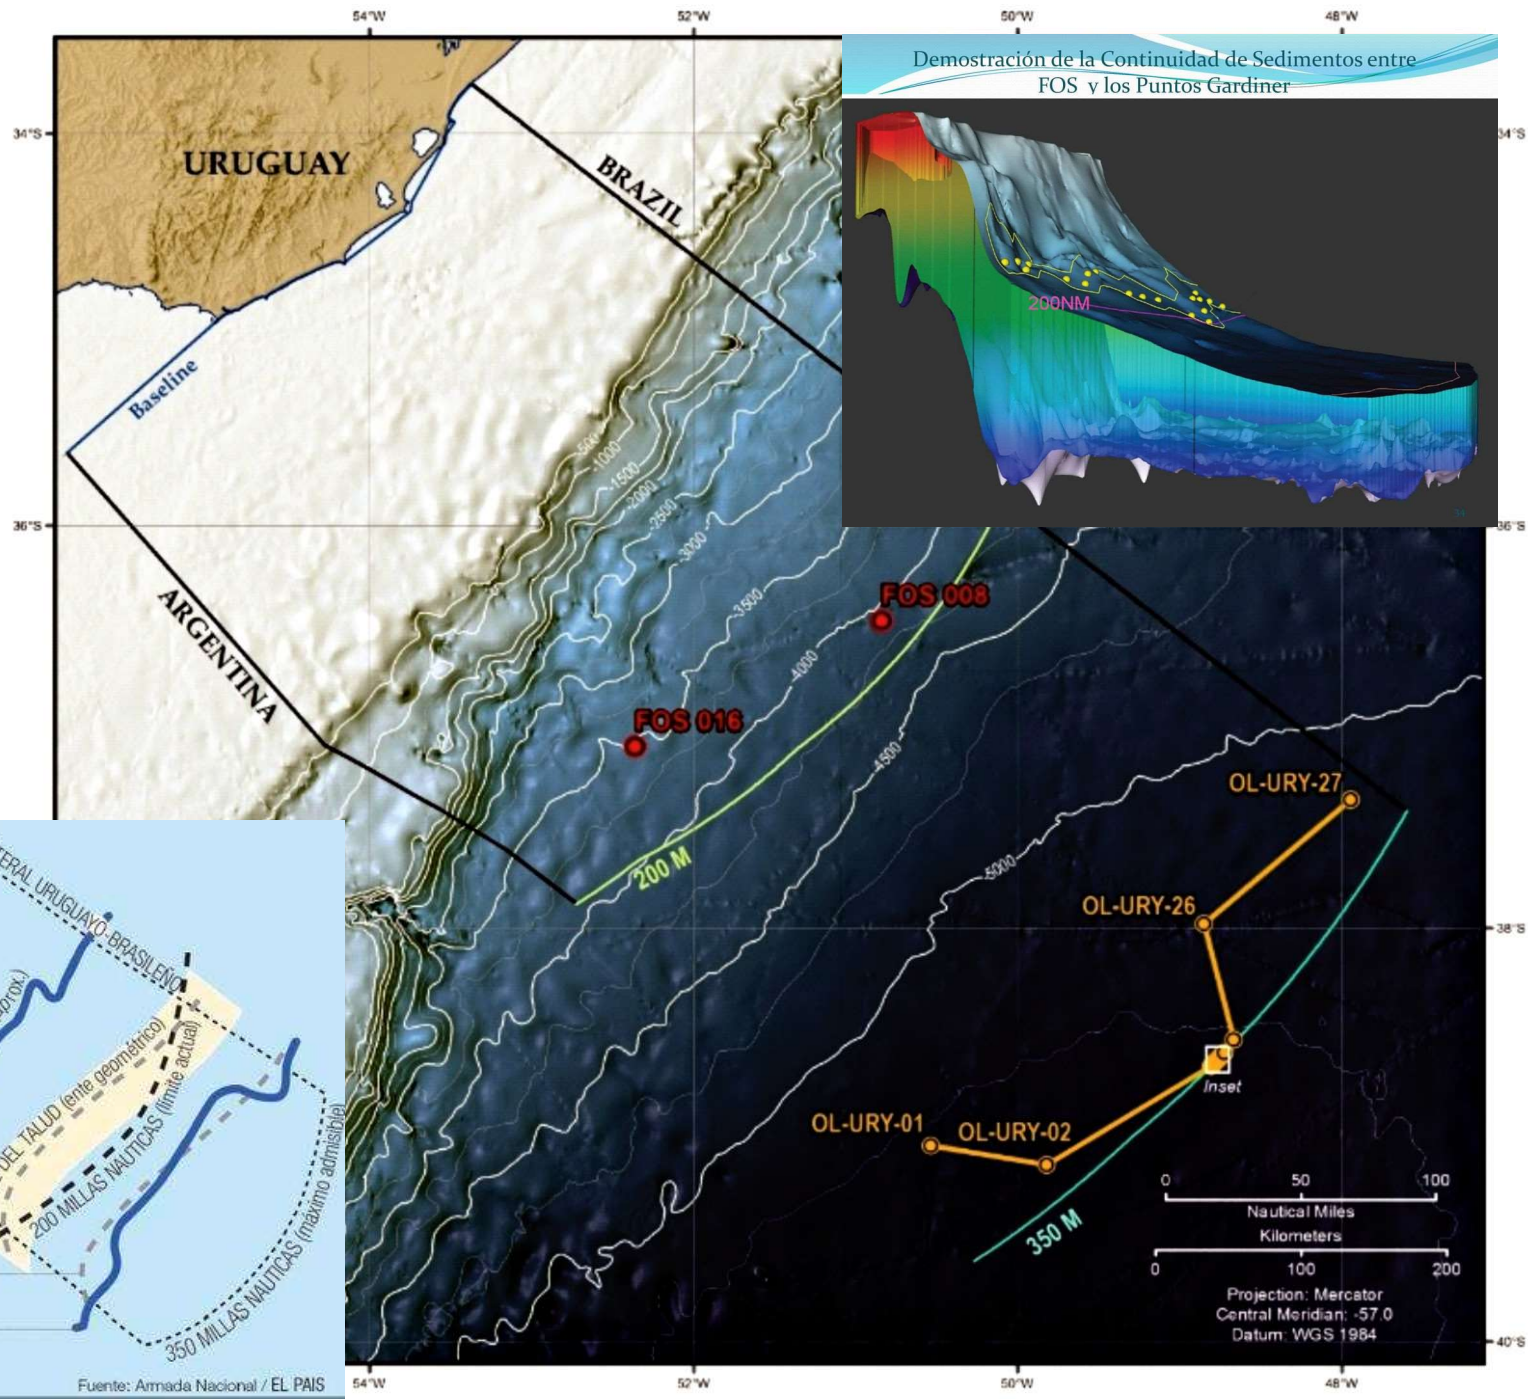 54°W
52°W
50°W
48°W
34°S
34°S
URUGUAY
BRAZIL
Demostración de la Continuidad de Sedimentos entre
FOS y los Puntos Gardiner
200NM
Baseline
-500
-1000
-1500
-2000
-2500
-3000
-3500
-4000
-4500
-5000
36°S
36°S
ARGENTINA
FOS 008
FOS 016
200 M
OL-URY-27
OL-URY-26
Inset
OL-URY-01
OL-URY-02
350 M
38°S
0 50 100
Nautical Miles
Kilometers
0 100 200
Projection: Mercator
Central Meridian: -57.0
Datum: WGS 1984
40°S
URUGUAYO-BRASILEÑO
DEL TALUD (ente geométrico)
200 MILLAS NAUTICAS (límite actual)
350 MILLAS NAUTICAS (máximo admisible)
Fuente: Armada Nacional / EL PAIS
54°W
52°W
50°W
48°W